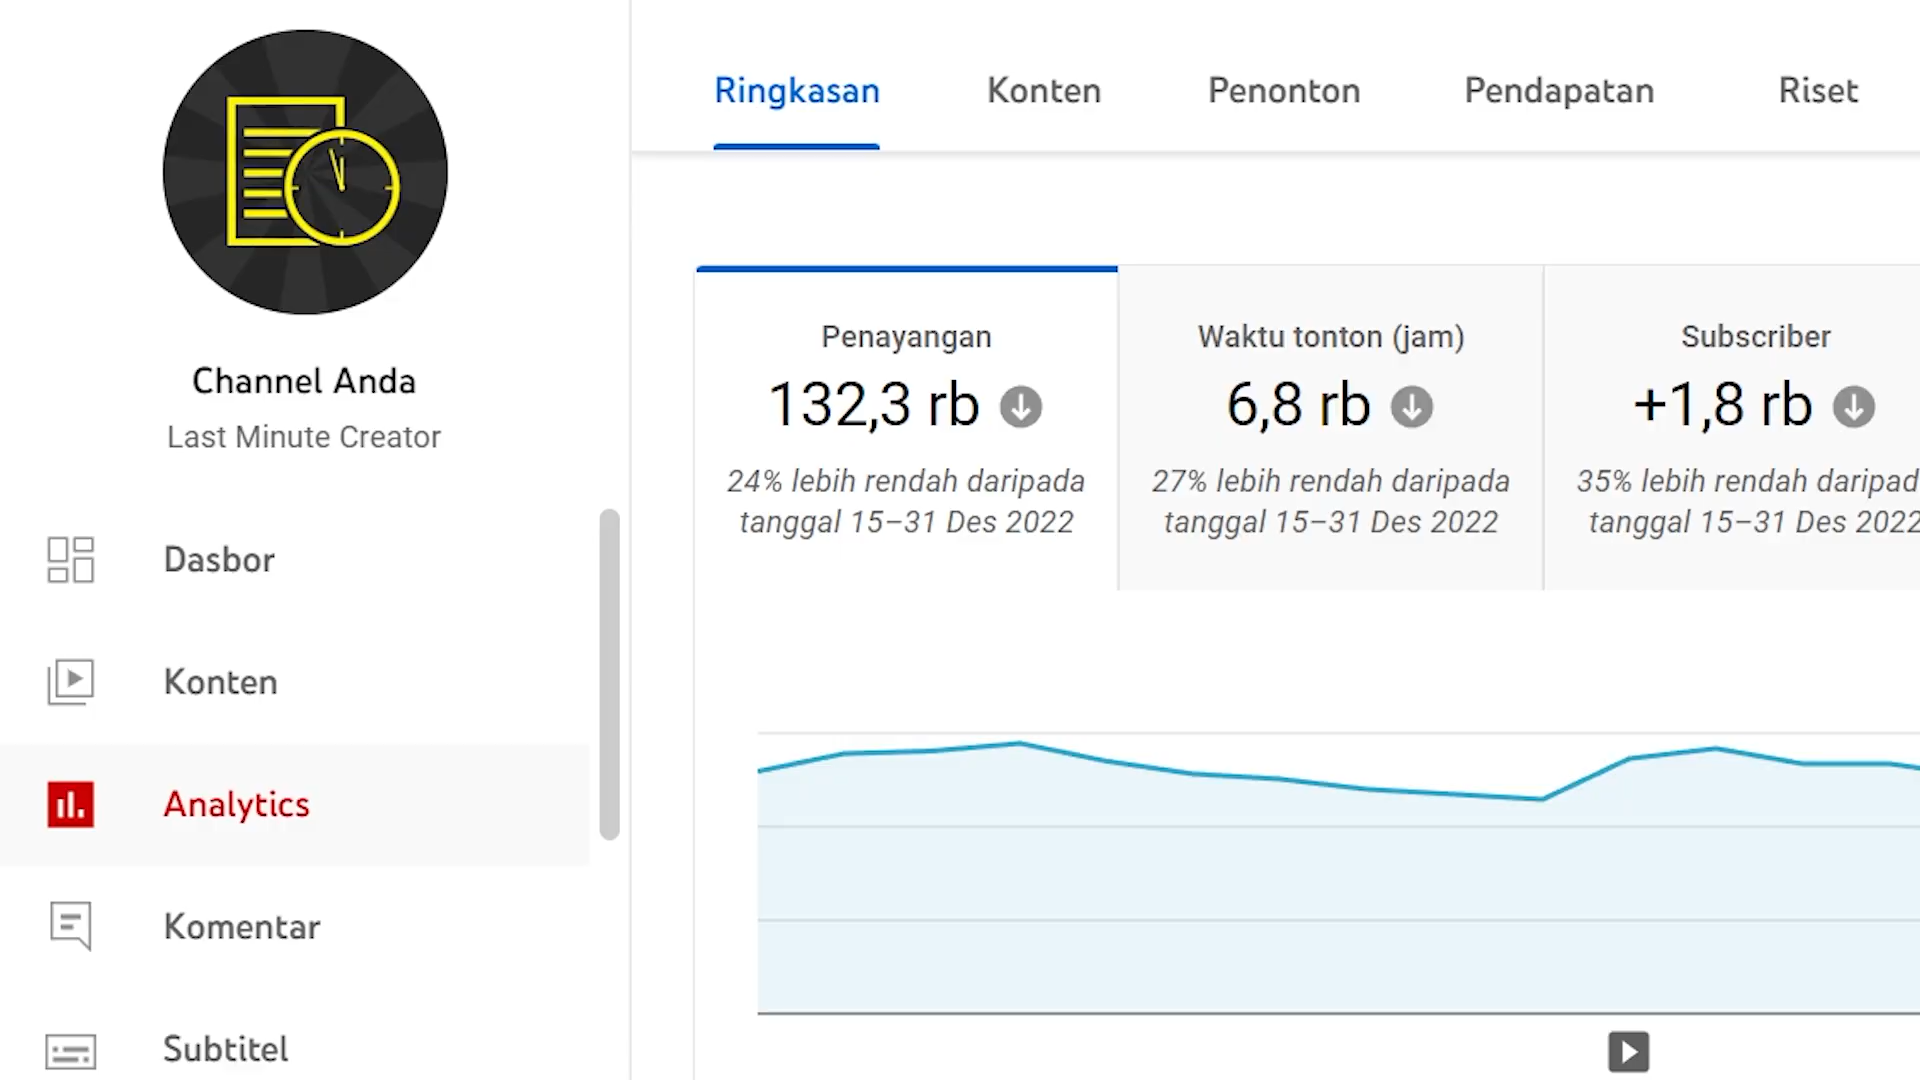 Channel Anda
Last Minute Creator
Dasbor
Konten
Analytics
Komentar
Subtitel
Ringkasan
Konten
Penonton
Pendapatan
Riset
Penayangan
132,3 rb
24% lebih rendah daripada
tanggal 15–31 Des 2022
Waktu tonton (jam)
6,8 rb
27% lebih rendah daripada
tanggal 15–31 Des 2022
Subscriber
+1,8 rb
35% lebih rendah daripad
tanggal 15–31 Des 2022